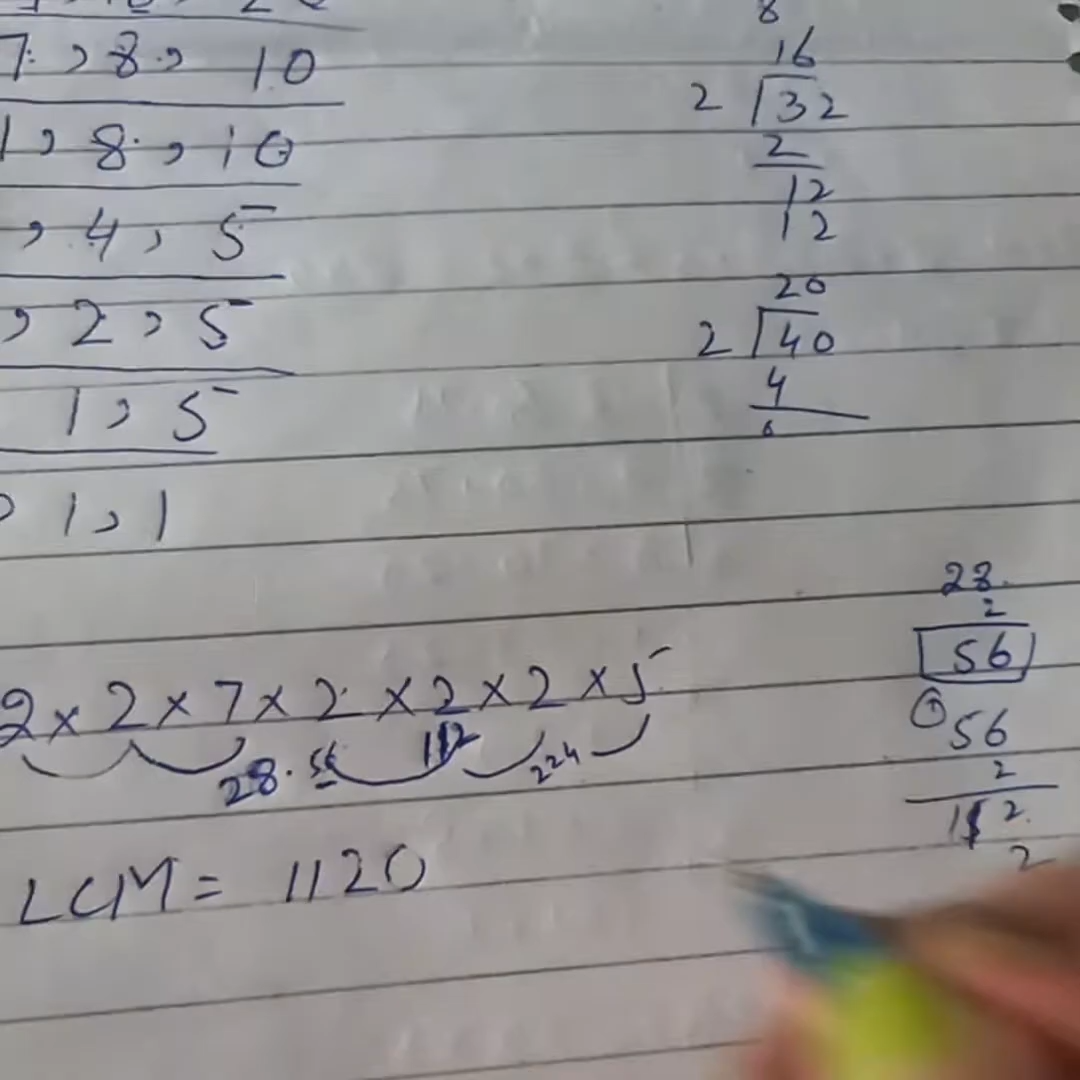 7, 8, 10
1, 8, 10
, 4, 5
, 2, 5
1, 5
, 1, 1
8
16
2 32
2
12
12
20
2 40
4
0
28
2
56
56
2
112
2
2 × 2 × 7 × 2 × 2 × 2 × 5
28 56 112 224
LCM = 1120